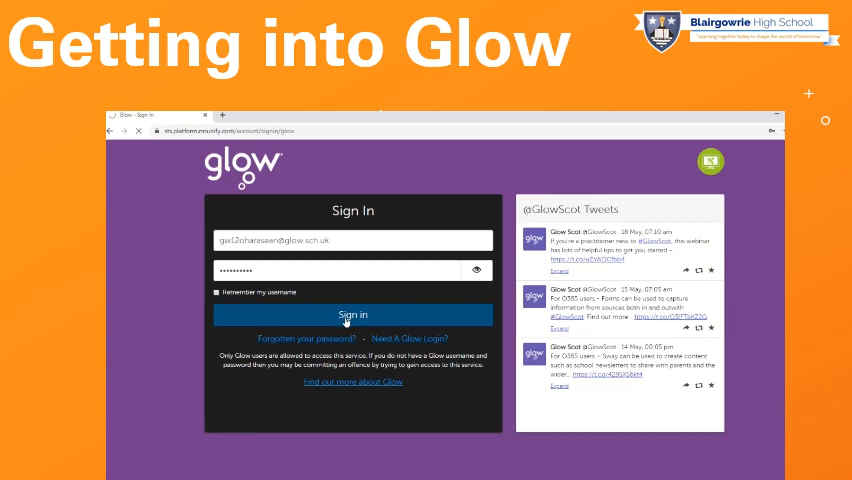 Getting into Glow
Blairgowrie High School
"Learning together today to shape the world of tomorrow"
Glow - Sign In
sts.platform.rmunify.com/account/signin/glow
glow
Sign In
gw12oharasean@glow.sch.uk
Remember my username
Sign in
Forgotten your password? - Need A Glow Login?
Only Glow users are allowed to access this service. If you do not have a Glow username and
password then you may be committing an offence by trying to gain access to this service.
Find out more about Glow
@GlowScot Tweets
glow
Glow Scot @GlowScot · 18 May, 07:10 am
If you're a practitioner new to #GlowScot, this webinar
has lots of helpful tips to get you started -
Expand
glow
Glow Scot @GlowScot · 15 May, 07:05 am
For O365 users - Forms can be used to capture
information from sources both in and outwith
#GlowScot. Find out more...
Expand
glow
Glow Scot @GlowScot · 14 May, 00:05 pm
For O365 users – Sway can be used to create content
such as school newsletters to share with parents and the
wider...
Expand